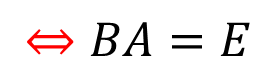 ⇔ BA = E